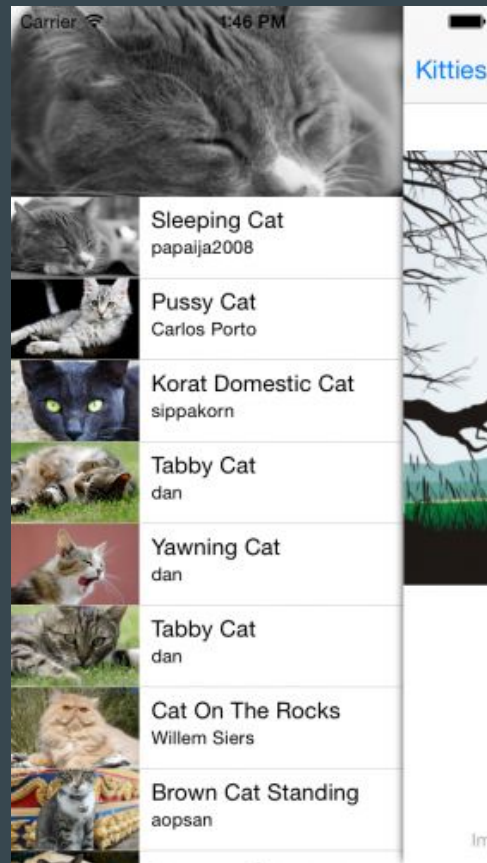 Carrier 1:46 PM
Kitties
Sleeping Cat
papaija2008
Pussy Cat
Carlos Porto
Korat Domestic Cat
sippakorn
Tabby Cat
dan
Yawning Cat
dan
Tabby Cat
dan
Cat On The Rocks
Willem Siers
Brown Cat Standing
aopsan
Im